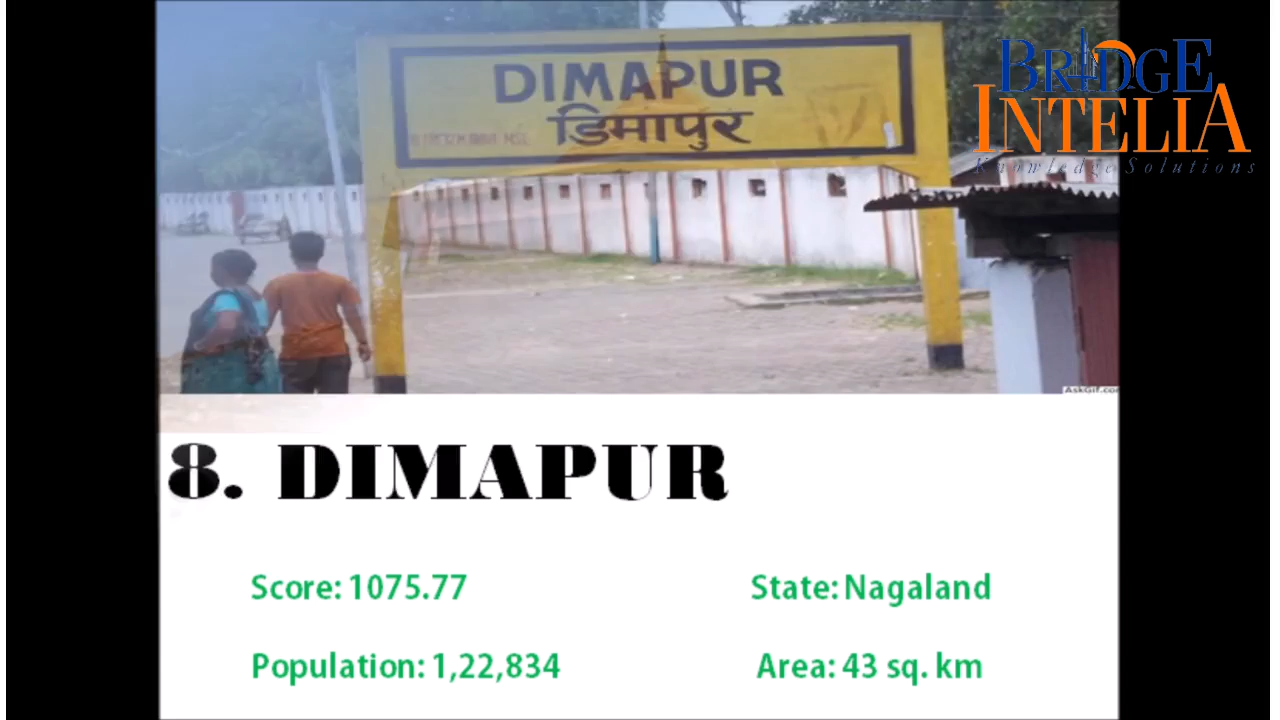 DIMAPUR
डिमापुर
BRIDGE
INTELIA
Knowledge Solutions
8. DIMAPUR
Score: 1075.77
State: Nagaland
Population: 1,22,834
Area: 43 sq. km